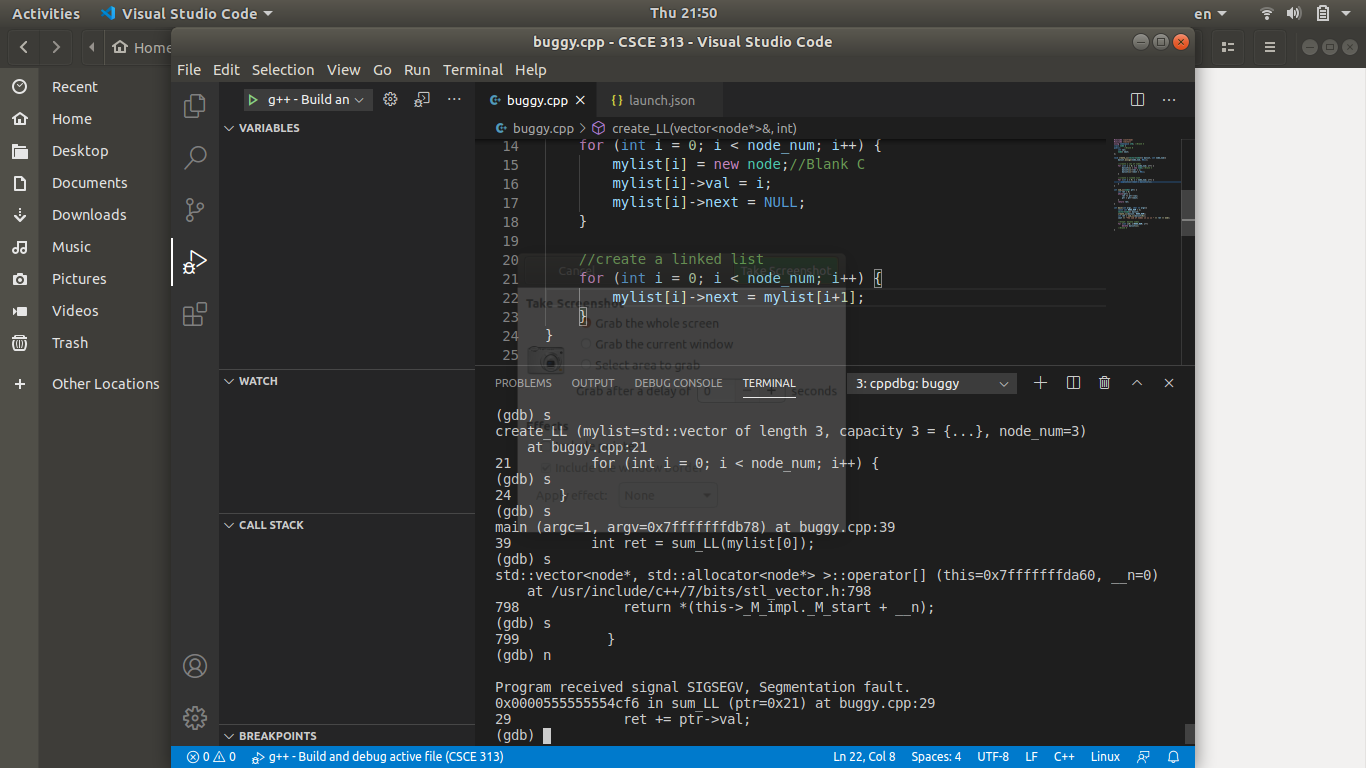 Activities
Visual Studio Code
Thu 21:50
en
Home
buggy.cpp - CSCE 313 - Visual Studio Code
File Edit Selection View Go Run Terminal Help
Recent
Home
Desktop
Documents
Downloads
Music
Pictures
Videos
Trash
Other Locations
g++ - Build an
VARIABLES
WATCH
CALL STACK
BREAKPOINTS
buggy.cpp
launch.json
buggy.cpp > create_LL(vector<node*>&, int)
14 for (int i = 0; i < node_num; i++) {
15 mylist[i] = new node;//Blank C
16 mylist[i]->val = i;
17 mylist[i]->next = NULL;
18 }
19
20 //create a linked list
21 for (int i = 0; i < node_num; i++) {
22 mylist[i]->next = mylist[i+1];
23 }
24 }
25
Cancel
Take Screenshot
Take Screenshot
Grab the whole screen
Grab the current window
Select area to grab
Grab after a delay of 0 seconds
Effects
Include the window border
Apply effect: None
PROBLEMS OUTPUT DEBUG CONSOLE TERMINAL
3: cppdbg: buggy
(gdb) s
create_LL (mylist=std::vector of length 3, capacity 3 = {...}, node_num=3)
at buggy.cpp:21
21 for (int i = 0; i < node_num; i++) {
(gdb) s
24 }
(gdb) s
main (argc=1, argv=0x7fffffffdb78) at buggy.cpp:39
39 int ret = sum_LL(mylist[0]);
(gdb) s
std::vector<node*, std::allocator<node*> >::operator[] (this=0x7fffffffda60, __n=0)
at /usr/include/c++/7/bits/stl_vector.h:798
798 return *(this->_M_impl._M_start + __n);
(gdb) s
799 }
(gdb) n
Program received signal SIGSEGV, Segmentation fault.
0x0000555555554cf6 in sum_LL (ptr=0x21) at buggy.cpp:29
29 ret += ptr->val;
(gdb)
0 0
g++ - Build and debug active file (CSCE 313)
Ln 22, Col 8
Spaces: 4
UTF-8
LF
C++
Linux